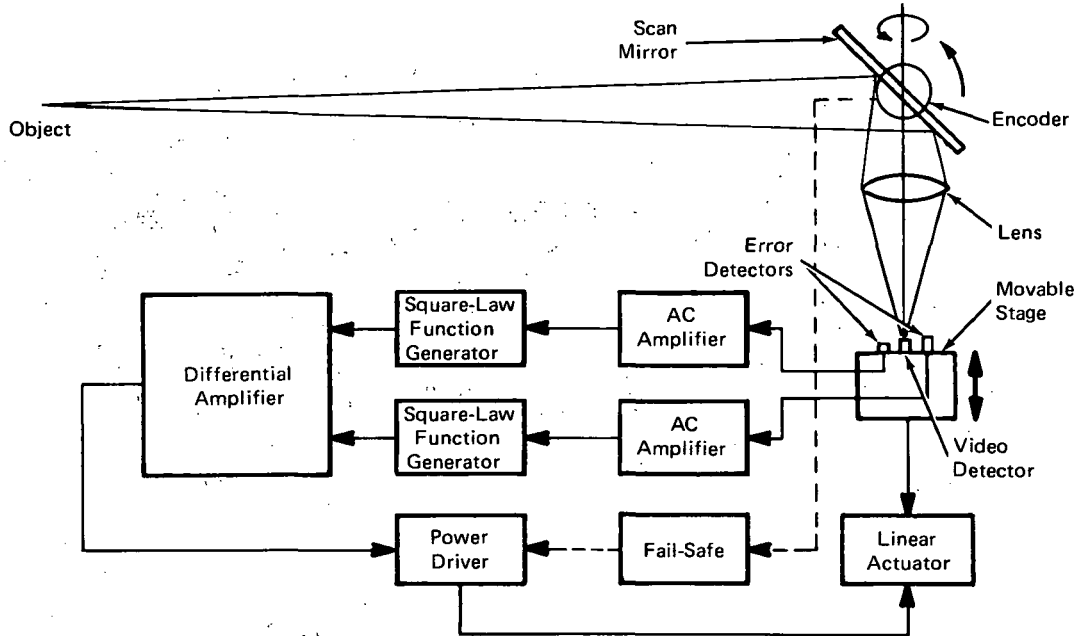 Scan
Mirror
Encoder
Object
Lens
Error
Detectors
Movable
Stage
Square-Law
Function
Generator
AC
Amplifier
Differential
Amplifier
Square-Law
Function
Generator
AC
Amplifier
Video
Detector
Power
Driver
Fail-Safe
Linear
Actuator